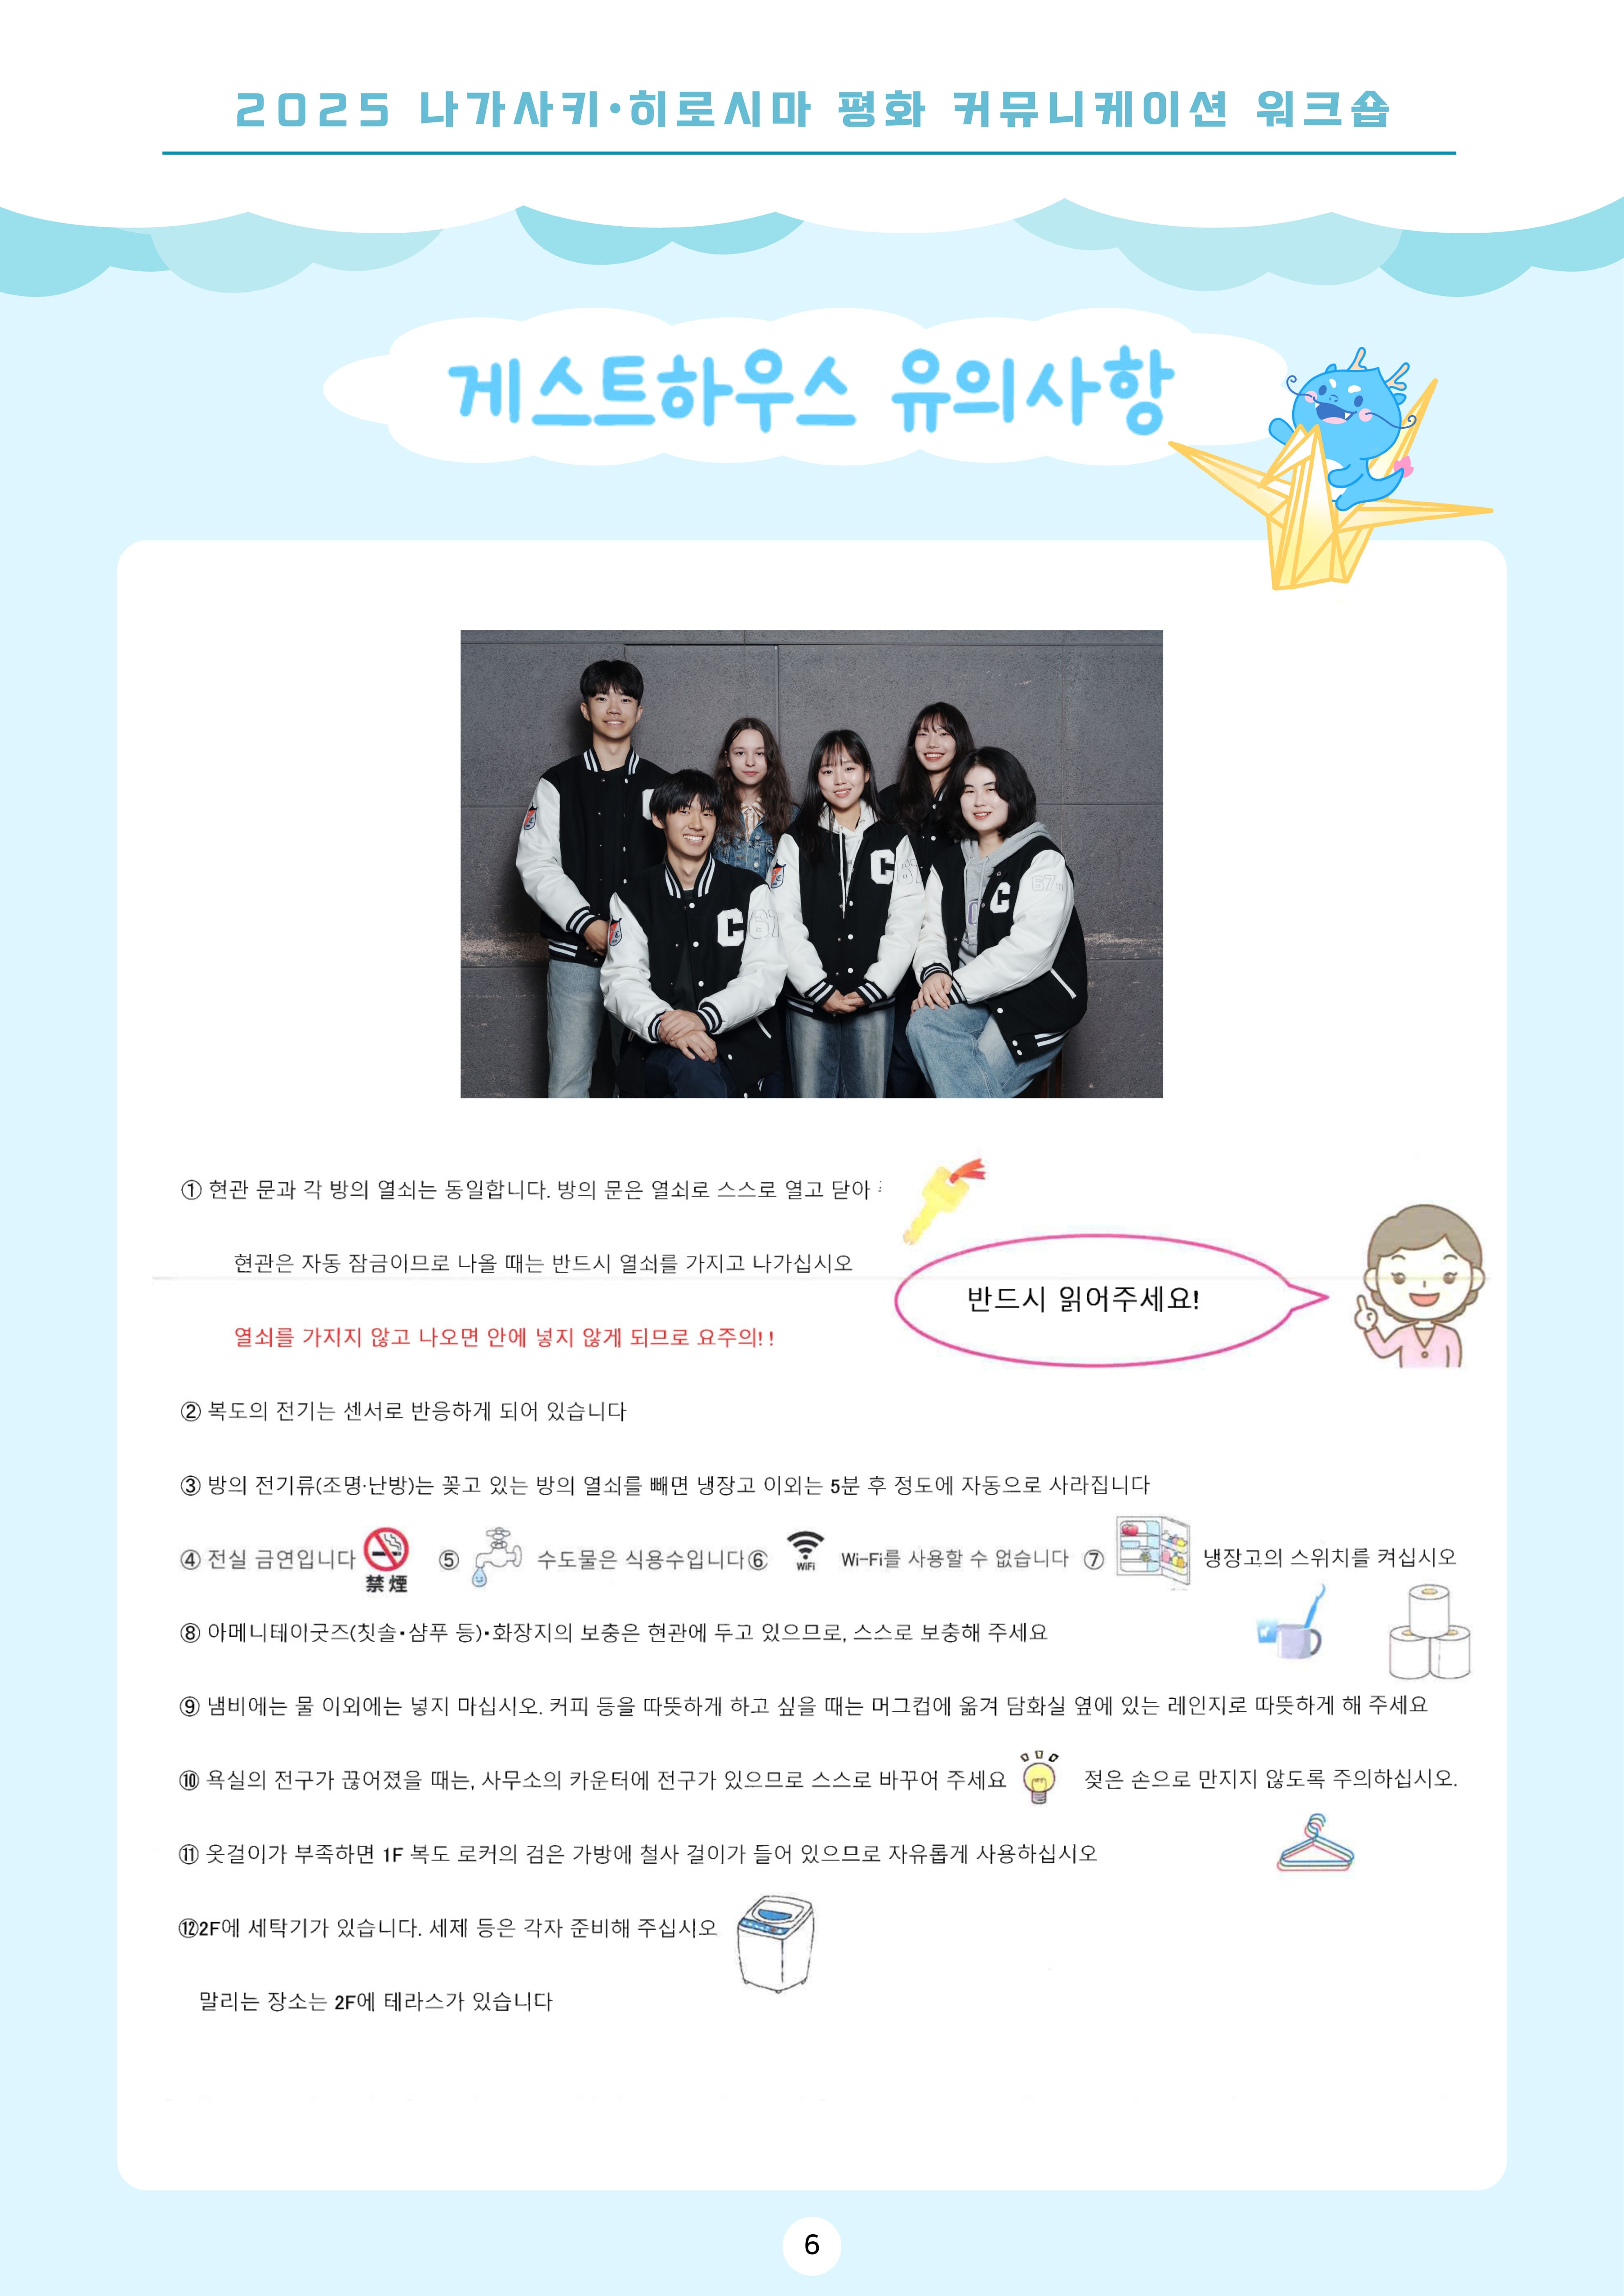 2025 나가사키·히로시마 평화 커뮤니케이션 워크숍
게스트하우스 유의사항
C
C 67
C 67
① 현관 문과 각 방의 열쇠는 동일합니다. 방의 문은 열쇠로 스스로 열고 닫아
현관은 자동 잠금이므로 나올 때는 반드시 열쇠를 가지고 나가십시오
반드시 읽어주세요!
열쇠를 가지지 않고 나오면 안에 넣지 않게 되므로 요주의!!
② 복도의 전기는 센서로 반응하게 되어 있습니다
③ 방의 전기류(조명·난방)는 꽂고 있는 방의 열쇠를 빼면 냉장고 이외는 5분 후 정도에 자동으로 사라집니다
④ 전실 금연입니다 ⑤ 수도물은 식용수입니다⑥ WiFi Wi-Fi를 사용할 수 없습니다 ⑦ 냉장고의 스위치를 켜십시오
禁煙
⑧ 아메니테이굿즈(칫솔・샴푸 등)・화장지의 보충은 현관에 두고 있으므로, 스스로 보충해 주세요
⑨ 냄비에는 물 이외에는 넣지 마십시오. 커피 등을 따뜻하게 하고 싶을 때는 머그컵에 옮겨 담화실 옆에 있는 레인지로 따뜻하게 해 주세요
⑩ 욕실의 전구가 끊어졌을 때는, 사무소의 카운터에 전구가 있으므로 스스로 바꾸어 주세요 젖은 손으로 만지지 않도록 주의하십시오.
⑪ 옷걸이가 부족하면 1F 복도 로커의 검은 가방에 철사 걸이가 들어 있으므로 자유롭게 사용하십시오
⑫2F에 세탁기가 있습니다. 세제 등은 각자 준비해 주십시오
말리는 장소는 2F에 테라스가 있습니다
6